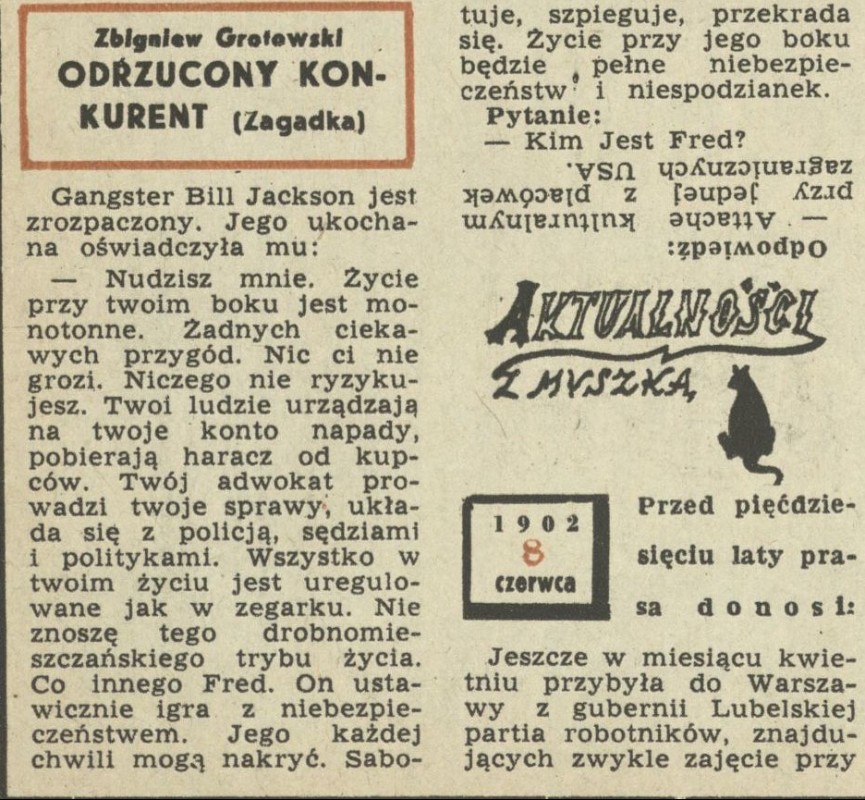 Zbigniew Grotowski
ODRZUCONY KON-
KURENT (Zagadka)
Gangster Bill Jackson jest
zrozpaczony. Jego ukocha-
na oświadczyła mu:
— Nudzisz mnie. Życie
przy twoim boku jest mo-
notonne. Żadnych cieka-
wych przygód. Nic ci nie
grozi. Niczego nie ryzyku-
jesz. Twoi ludzie urządzają
na twoje konto napady,
pobierają haracz od kup-
ców. Twój adwokat pro-
wadzi twoje sprawy, ukła-
da się z policją, sędziami
i politykami. Wszystko w
twoim życiu jest uregulo-
wane jak w zegarku. Nie
znoszę tego drobnomie-
szczańskiego trybu życia.
Co innego Fred. On usta-
wicznie igra z niebezpie-
czeństwem. Jego każdej
chwili mogą nakryć. Sabo-
tuje, szpieguje, przekrada
się. Życie przy jego boku
będzie pełne niebezpie-
czeństw i niespodzianek.
Pytanie:
— Kim Jest Fred?
Odpowiedź:
— Attache kulturalnym
przy jednej z placówek
zagranicznych USA.
AKTUALNOŚCI
Z MYSZKĄ
1902
8
czerwca
Przed pięćdzie-
sięciu laty pra-
sa donosi:
Jeszcze w miesiącu kwie-
tniu przybyła do Warsza-
wy z gubernii Lubelskiej
partia robotników, znajdu-
jących zwykle zajęcie przy